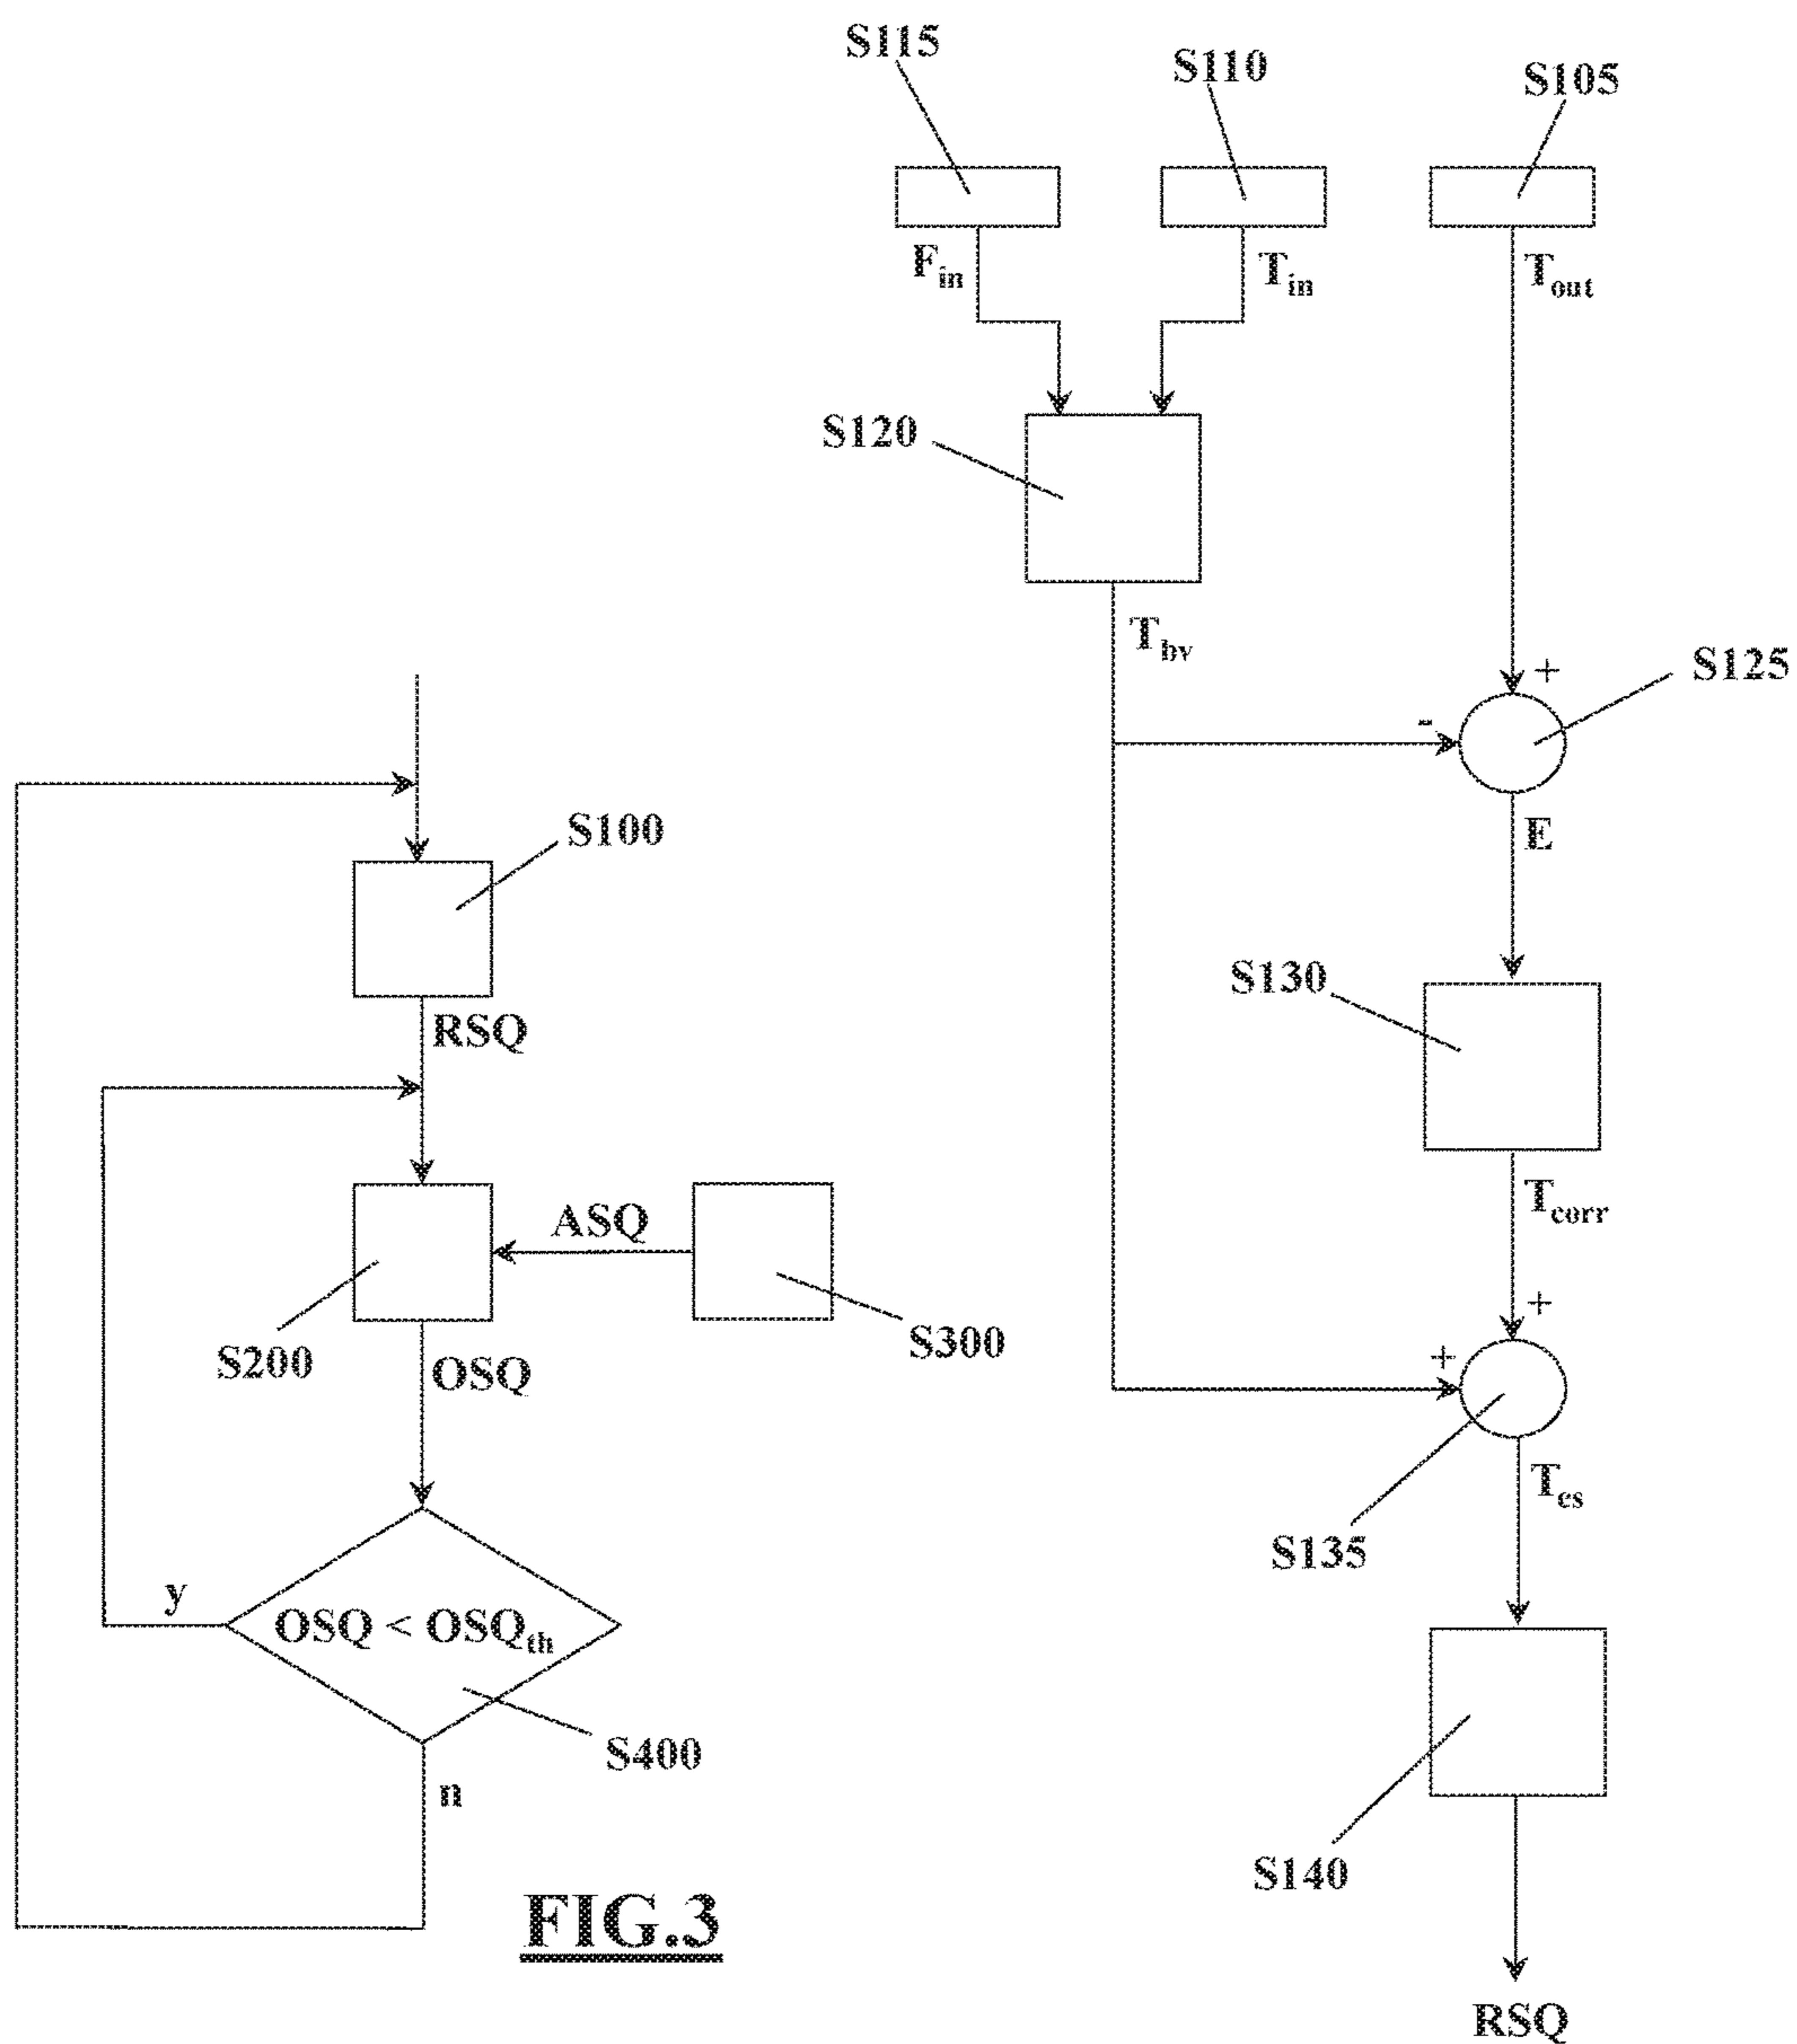 S115
S110
S105
Fin
Tin
Tout
S120
Tbv
+
S125
-
S100
E
RSQ
S130
ASQ
Tcorr
S200
S300
OSQ
+
+
Tes
S135
y
OSQ < OSQth
S400
n
S140
FIG.3
RSQ